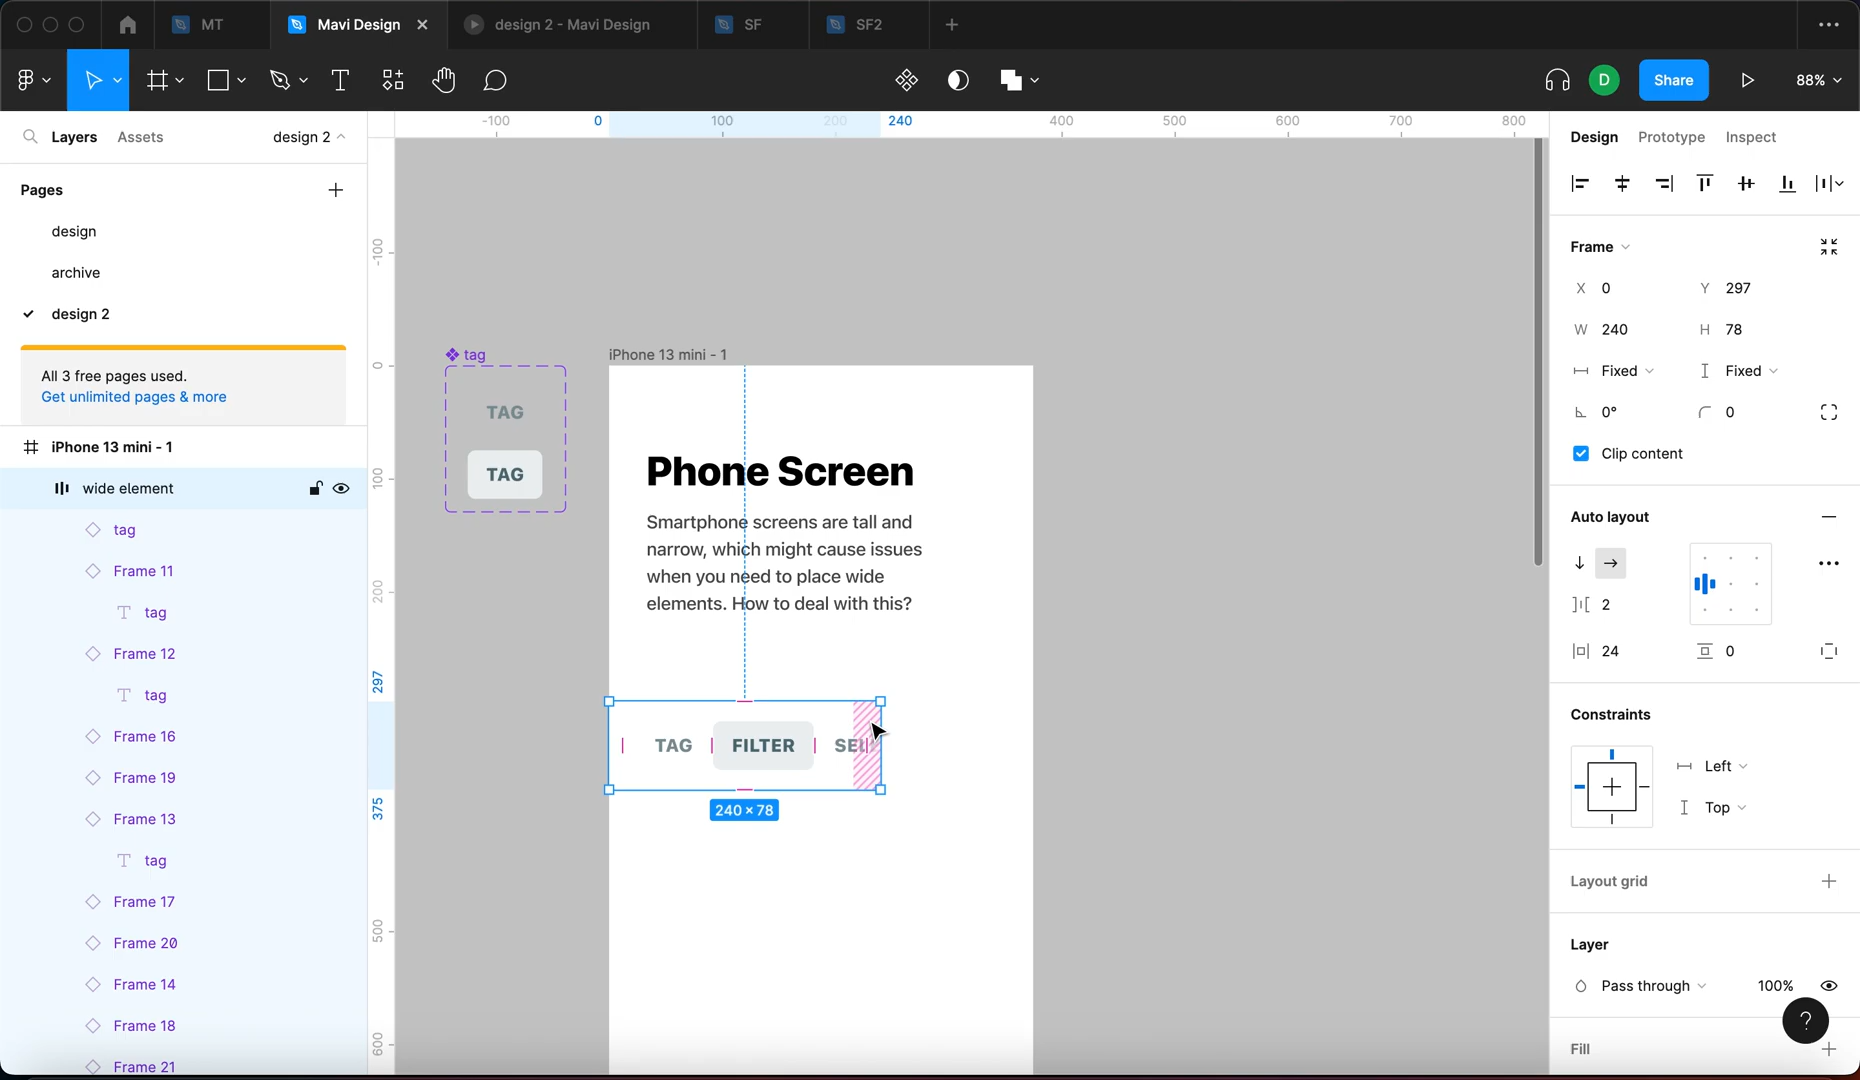 MT
Mavi Design
design 2 - Mavi Design
SF
SF2
D
Share
88%
Layers
Assets
design 2
Pages
design
archive
design 2
All 3 free pages used.
Get unlimited pages & more
iPhone 13 mini - 1
wide element
tag
Frame 11
tag
Frame 12
tag
Frame 16
Frame 19
Frame 13
tag
Frame 17
Frame 20
Frame 14
Frame 18
Frame 21
-100
0
100
200
240
400
500
600
700
800
-100
0
100
200
297
375
500
600
tag
TAG
TAG
iPhone 13 mini - 1
Phone Screen
Smartphone screens are tall and
narrow, which might cause issues
when you need to place wide
elements. How to deal with this?
TAG
FILTER
240 × 78
Design
Prototype
Inspect
Frame
X 0
Y 297
W 240
H 78
Fixed
Fixed
0°
0
Clip content
Auto layout
2
24
0
Constraints
Left
Top
Layout grid
Layer
Pass through
100%
?
Fill